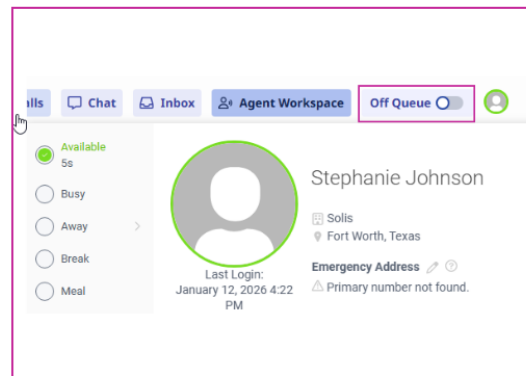 alls Chat Inbox Agent Workspace Off Queue
Available
5s
Busy
Away
Break
Meal
Last Login:
January 12, 2026 4:22
PM
Stephanie Johnson
Solis
Fort Worth, Texas
Emergency Address
Primary number not found.